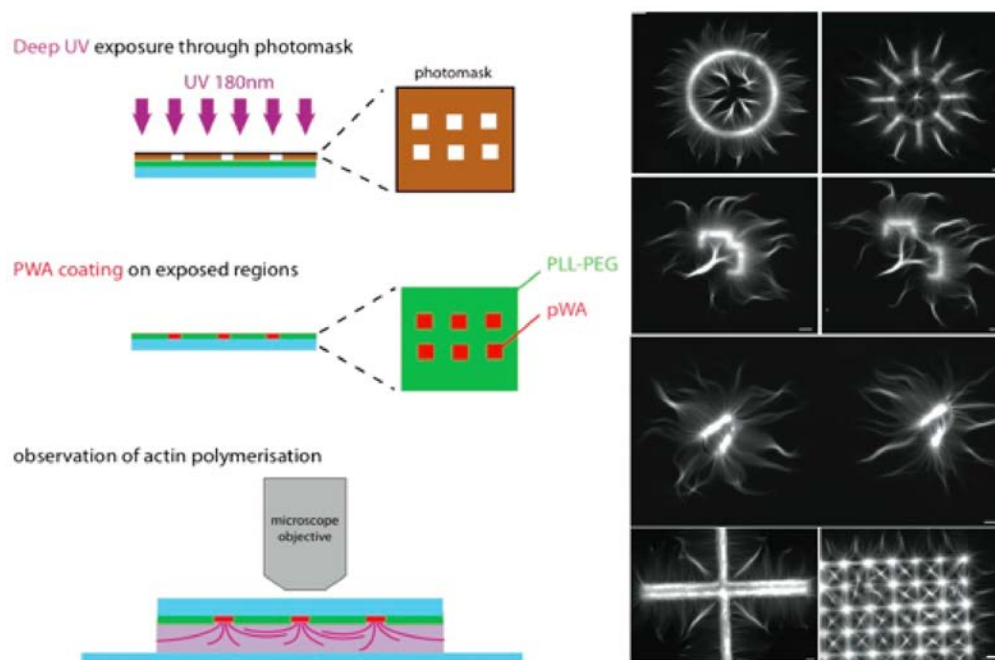 Deep UV exposure through photomask
UV 180nm
photomask
PWA coating on exposed regions
PLL-PEG
pWA
observation of actin polymerisation
microscope
objective